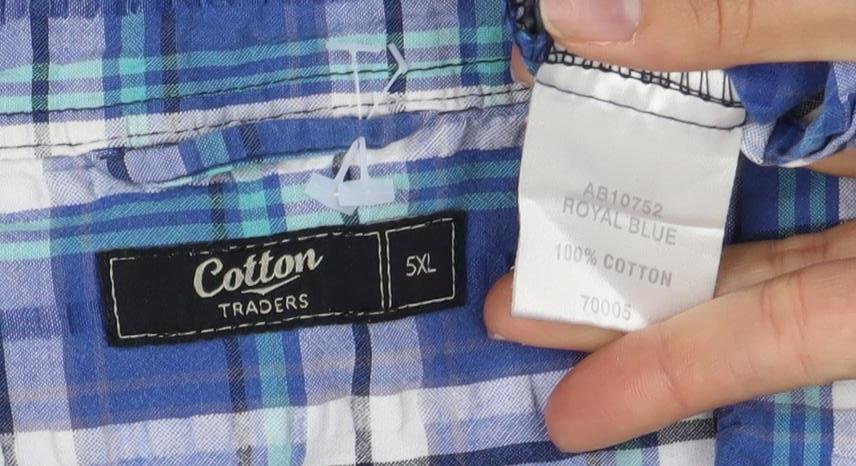 Cotton
TRADERS
5XL
AB10752
ROYAL BLUE
100% COTTON
70005